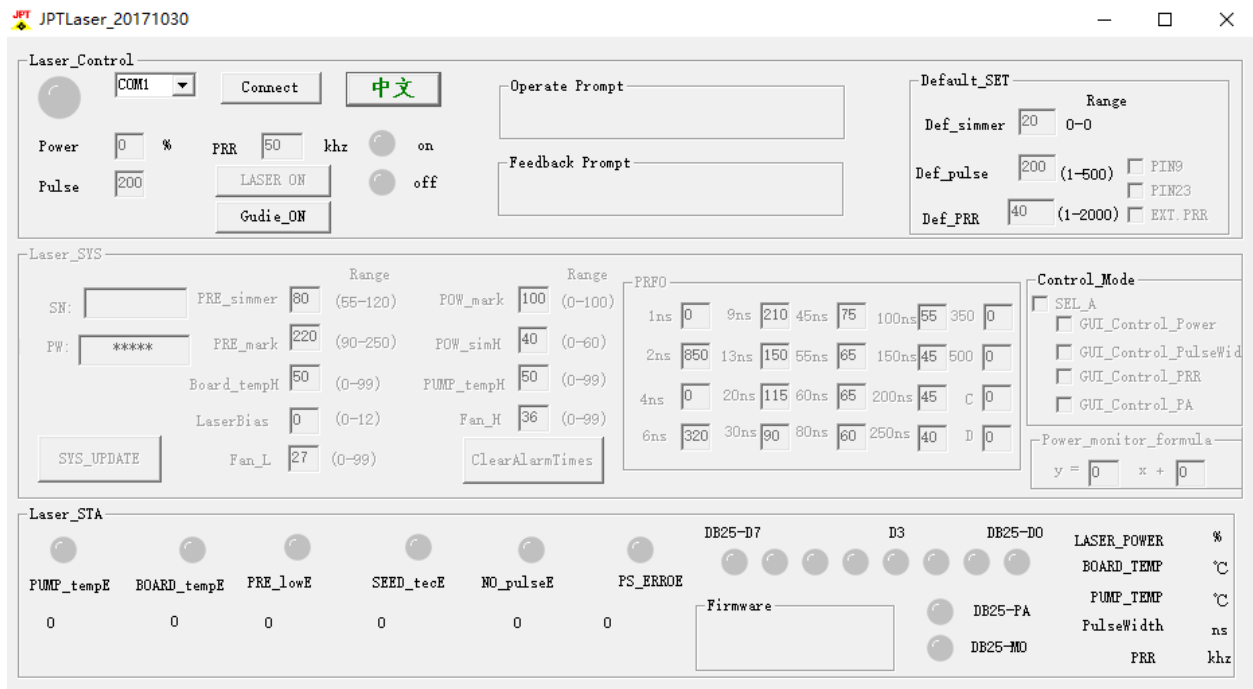 JPT JPTLaser_20171030
Laser_Control
COM1 Connect 中文
Power 0 % PRR 50 khz on
Pulse 200 LASER ON off
Gudie_ON
Operate Prompt
Feedback Prompt
Default_SET
Range
Def_simmer 20 0-0
Def_pulse 200 (1-500) PIN9
PIN23
Def_PRR 40 (1-2000) EXT.PRR
Laser_SYS
Range Range
SN: PRE_simmer 80 (55-120) POW_mark 100 (0-100)
PW: ***** PRE_mark 220 (90-250) POW_simH 40 (0-60)
Board_tempH 50 (0-99) PUMP_tempH 50 (0-99)
LaserBias 0 (0-12) Fan_H 36 (0-99)
SYS_UPDATE Fan_L 27 (0-99) ClearAlarmTimes
PRFO
1ns 0 9ns 210 45ns 75 100ns 55 350 0
2ns 850 13ns 150 55ns 65 150ns 45 500 0
4ns 0 20ns 115 60ns 65 200ns 45 C 0
6ns 320 30ns 90 80ns 60 250ns 40 D 0
Control_Mode
SEL_A
GUI_Control_Power
GUI_Control_PulseWid
GUI_Control_PRR
GUI_Control_PA
Power_monitor_formula
y = 0 x + 0
Laser_STA
PUMP_tempE BOARD_tempE PRE_lowE SEED_tecE NO_pulseE PS_ERROE
0 0 0 0 0 0
DB25-D7 D3 DB25-D0
Firmware
DB25-PA
DB25-MO
LASER_POWER %
BOARD_TEMP ℃
PUMP_TEMP ℃
PulseWidth ns
PRR khz